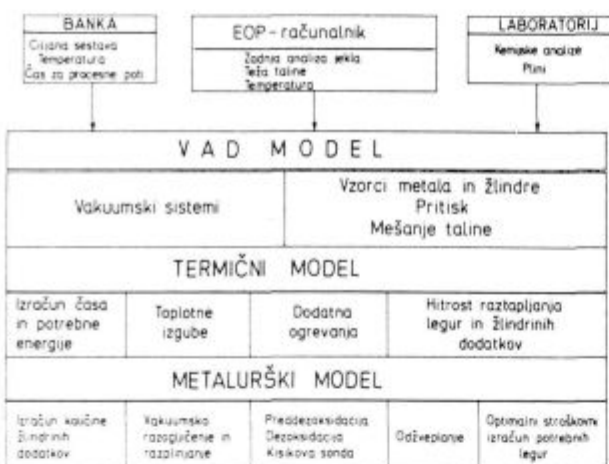 BANKA
Ciljana sestava
Temperatura
Čas za procesne poti
EOP-računalnik
Zadnja analiza jekla
Teža taline
Temperatura
LABORATORIJ
Kemijske analize
Plini
VAD MODEL
Vakuumski sistemi
Vzorci metala in žlindre
Pritisk
Mešanje taline
TERMIČNI MODEL
Izračun časa
in potrebne
energije
Toplotne
izgube
Dodatna
ogrevanja
Hitrost raztapljanja
legur in žlindrinih
dodatkov
METALURŠKI MODEL
Izračun količine
žlindrinih
dodatkov
Vakuumsko
razogljičenje in
razplinjanje
Preddezoksidacija
Dezoksidacija
Kisikova sonda
Odžveplanje
Optimalni stroškovni
izračun potrebnih
legur